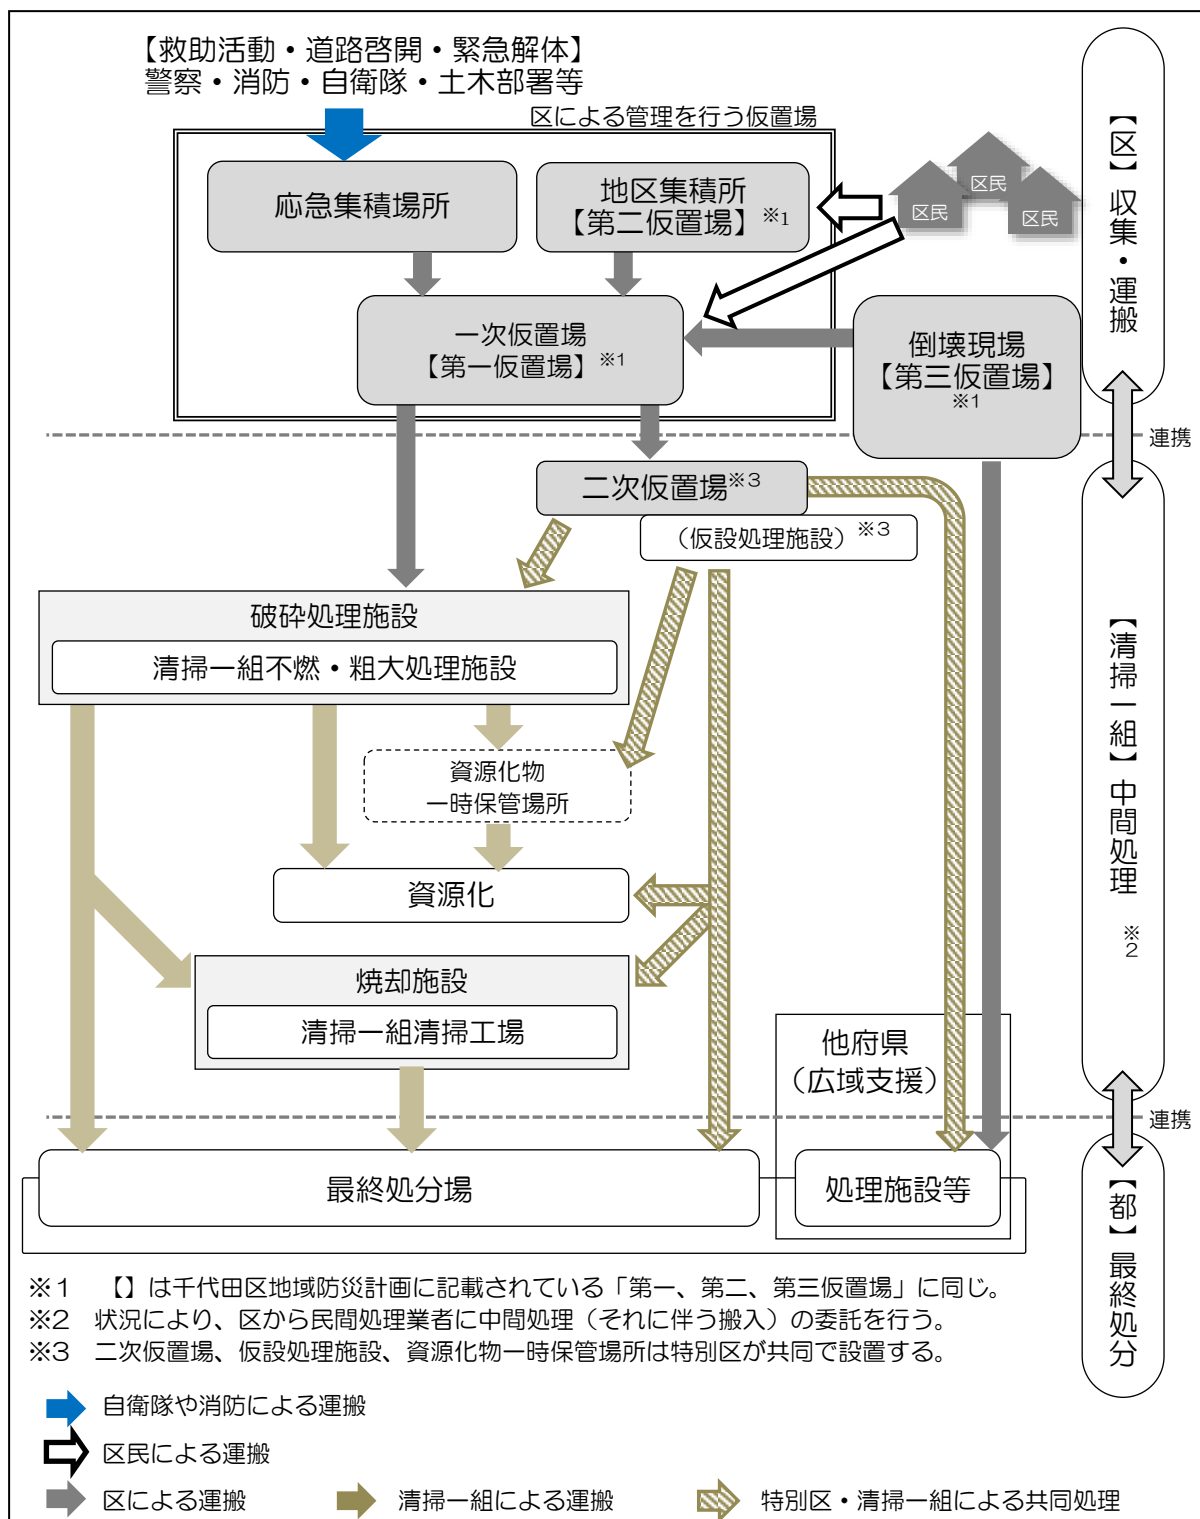 【救助活動・道路啓開・緊急解体】
警察・消防・自衛隊・土木部署等
区による管理を行う仮置場
応急集積場所
地区集積所
【第二仮置場】※1
区民
区民
区民
一次仮置場
【第一仮置場】※1
倒壊現場
【第三仮置場】
※1
【区】収集・運搬
連携
二次仮置場※3
（仮設処理施設）※3
破砕処理施設
清掃一組不燃・粗大処理施設
資源化物
一時保管場所
資源化
焼却施設
清掃一組清掃工場
【清掃一組】中間処理 ※2
他府県
（広域支援）
連携
最終処分場
処理施設等
【都】最終処分
※1 【】は千代田区地域防災計画に記載されている「第一、第二、第三仮置場」に同じ。
※2 状況により、区から民間処理業者に中間処理（それに伴う搬入）の委託を行う。
※3 二次仮置場、仮設処理施設、資源化物一時保管場所は特別区が共同で設置する。
自衛隊や消防による運搬
区民による運搬
区による運搬
清掃一組による運搬
特別区・清掃一組による共同処理